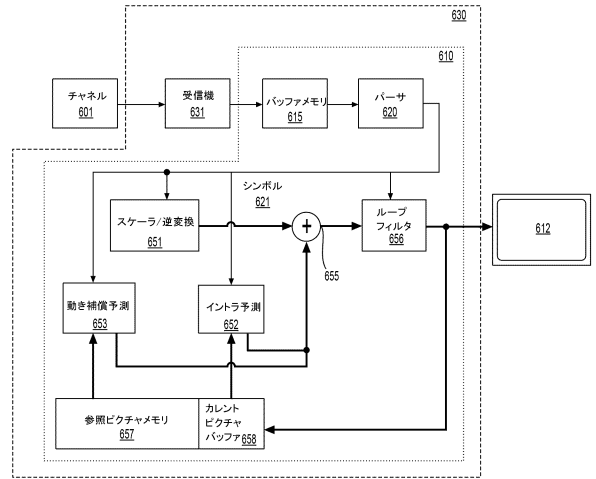 630
610
チャネル
601
受信機
631
バッファメモリ
615
パーサ
620
シンボル
621
スケーラ/逆変換
651
+
655
ループ
フィルタ
656
612
動き補償予測
653
イントラ予測
652
参照ピクチャメモリ
657
カレント
ピクチャ
バッファ 658